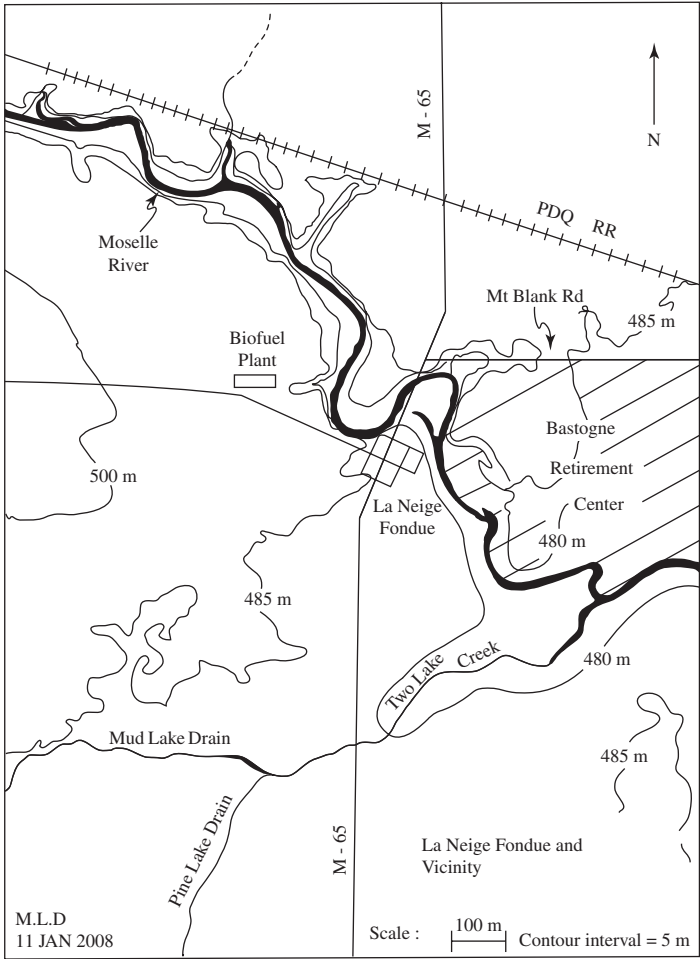 M - 65
N
PDQ RR
Moselle
River
Mt Blank Rd
485 m
Biofuel
Plant
Bastogne
Retirement
Center
500 m
La Neige
Fondue
480 m
485 m
Two Lake Creek
480 m
Mud Lake Drain
485 m
Pine Lake Drain
M - 65
La Neige Fondue and
Vicinity
M.L.D
11 JAN 2008
Scale :
100 m
Contour interval = 5 m